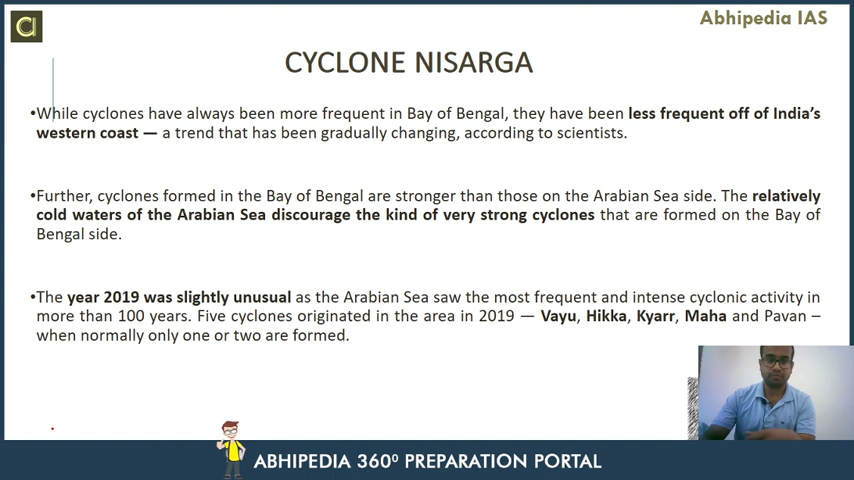 Abhipedia IAS
CYCLONE NISARGA
•While cyclones have always been more frequent in Bay of Bengal, they have been less frequent off of India's
western coast — a trend that has been gradually changing, according to scientists.
•Further, cyclones formed in the Bay of Bengal are stronger than those on the Arabian Sea side. The relatively
cold waters of the Arabian Sea discourage the kind of very strong cyclones that are formed on the Bay of
Bengal side.
•The year 2019 was slightly unusual as the Arabian Sea saw the most frequent and intense cyclonic activity in
more than 100 years. Five cyclones originated in the area in 2019 — Vayu, Hikka, Kyarr, Maha and Pavan –
when normally only one or two are formed.
ABHIPEDIA 360⁰ PREPARATION PORTAL